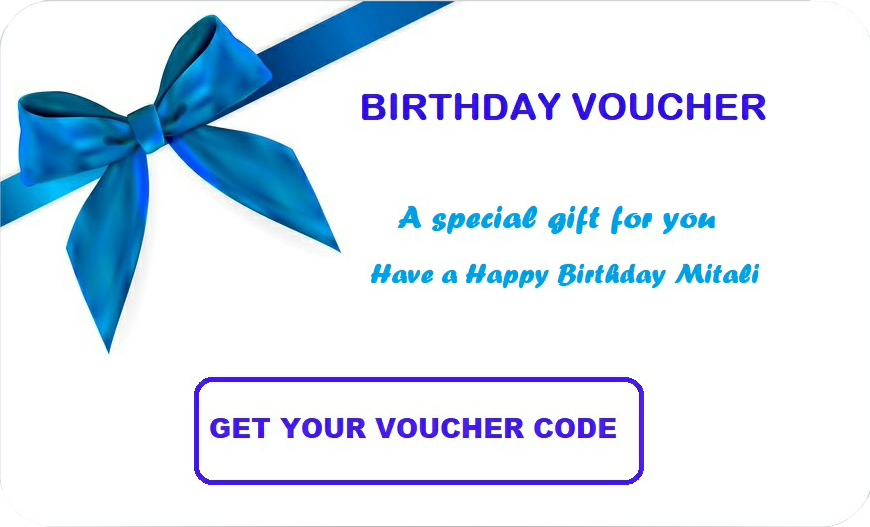 BIRTHDAY VOUCHER
A special gift for you
Have a Happy Birthday Mitali
GET YOUR VOUCHER CODE